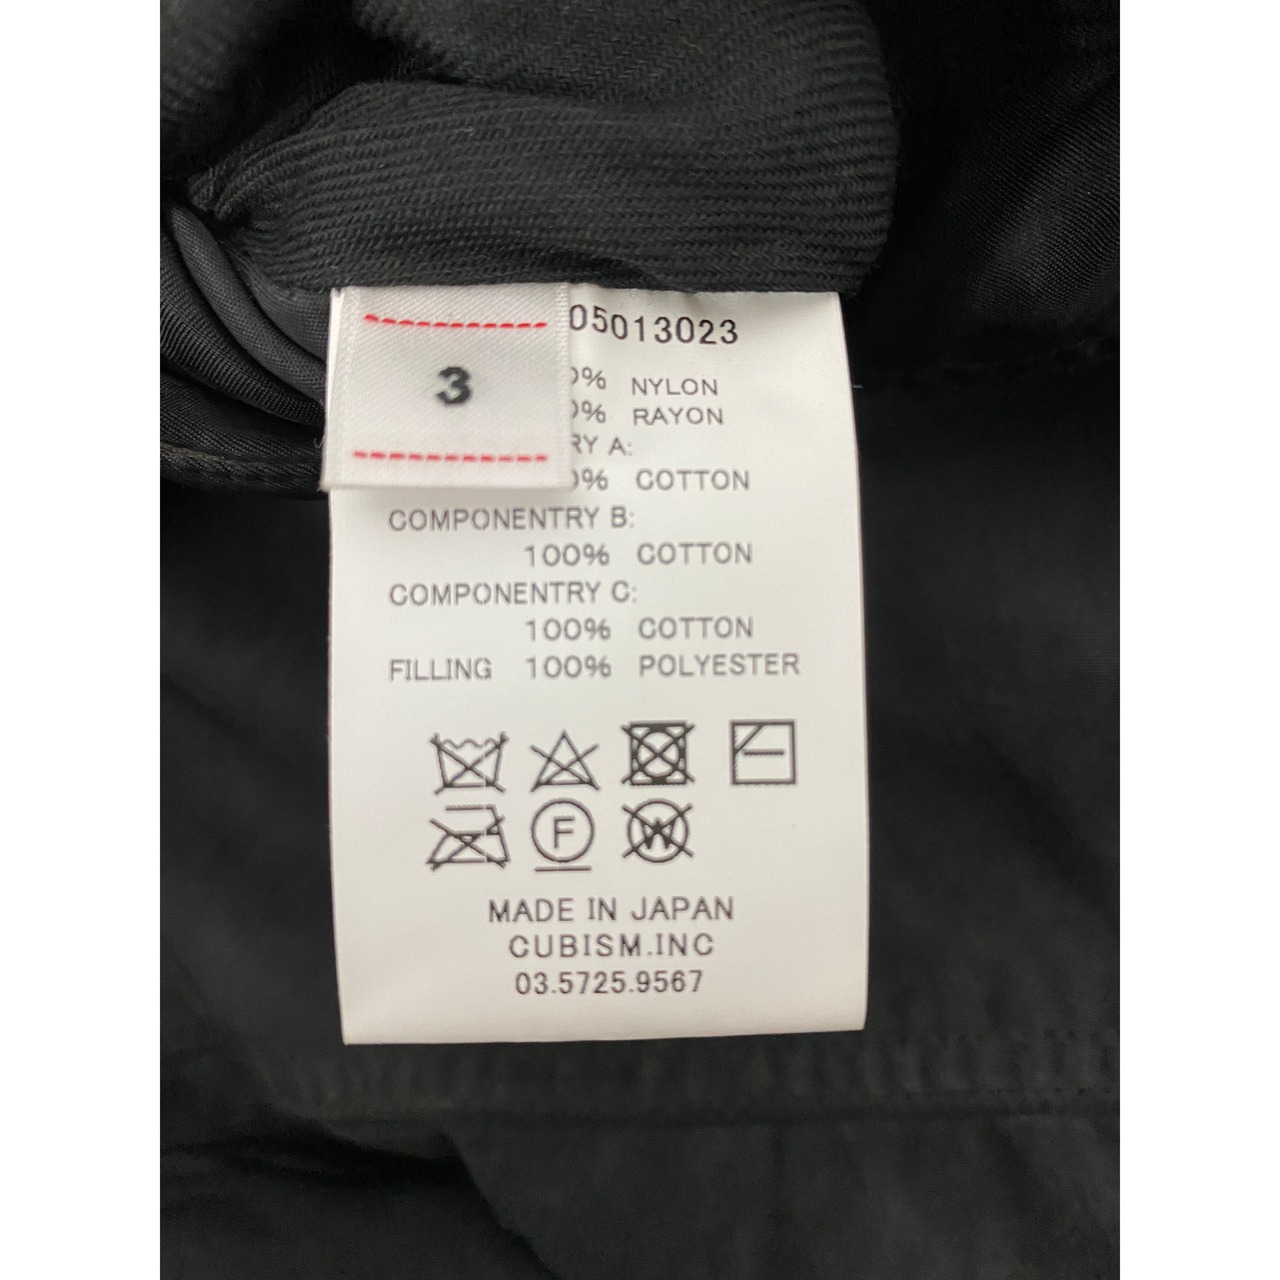 3
05013023
% NYLON
% RAYON
RY A:
% COTTON
COMPONENTRY B:
100% COTTON
COMPONENTRY C:
100% COTTON
FILLING 100% POLYESTER
F
W
MADE IN JAPAN
CUBISM.INC
03.5725.9567